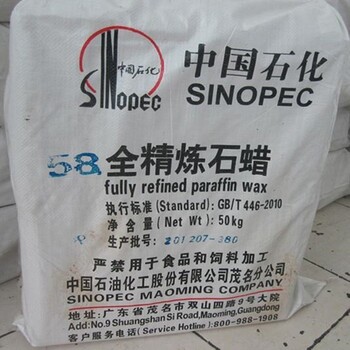 中国石化
SINOPEC
中国石化
SINOPEC
58 全精炼石蜡
fully refined paraffin wax
执行标准(Standard): GB/T 446-2010
净含量(Net Wt): 50kg
生产批号: 201207-380
严禁用于食品和饲料加工
中国石油化工股份有限公司茂名分公司
SINOPEC MAOMING COMPANY
地址:广东省茂名市双山四路9号大院
Add:No.9 Shuangshan Si Road,Maoming,Guangdong
客户服务电话(Service Hotline):800-988-1908